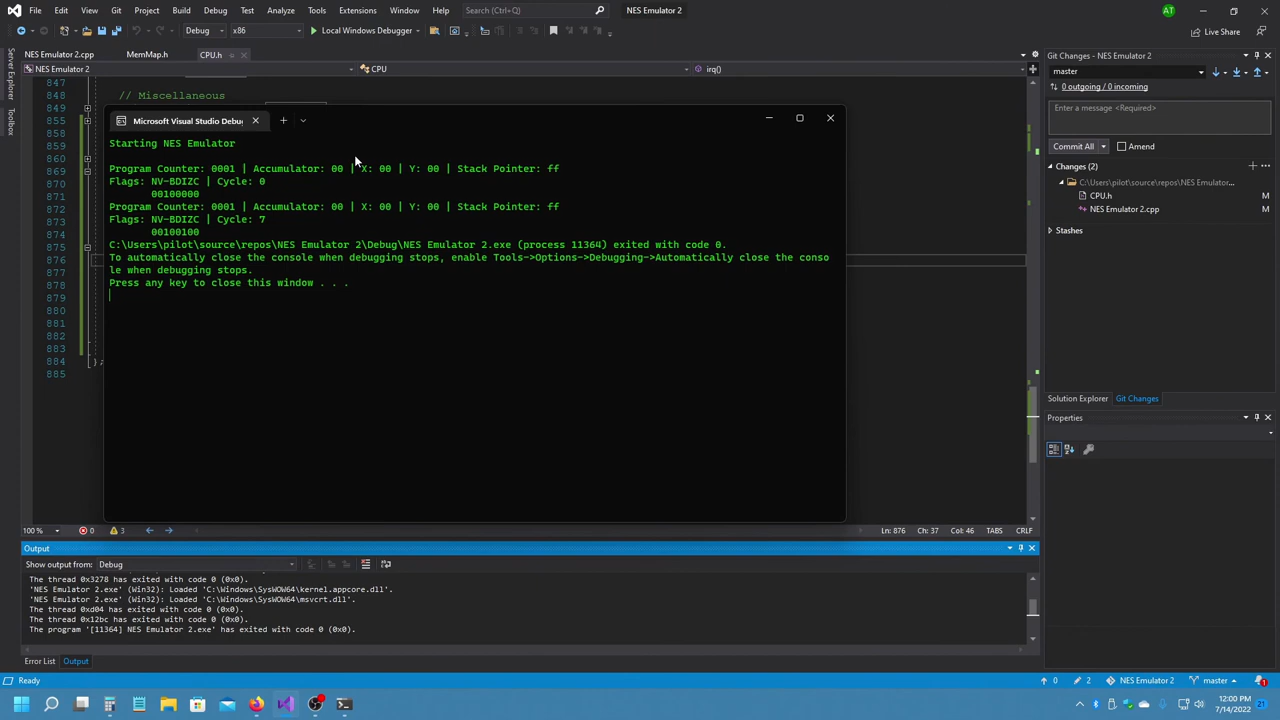 File Edit View Git Project Build Debug Test Analyze Tools Extensions Window Help Search (Ctrl+Q) NES Emulator 2 AT
Debug x86 Local Windows Debugger Live Share
NES Emulator 2.cpp MemMap.h CPU.h
NES Emulator 2 CPU irq()
Server Explorer
Toolbox
847
848 // Miscellaneous
849
855
858
859
860
869
870
871
872
873
874
875
876
877
878
879
880
881
882
883
884 };
885
Microsoft Visual Studio Debug
Starting NES Emulator
Program Counter: 0001 | Accumulator: 00 | X: 00 | Y: 00 | Stack Pointer: ff
Flags: NV-BDIZC | Cycle: 0
00100000
Program Counter: 0001 | Accumulator: 00 | X: 00 | Y: 00 | Stack Pointer: ff
Flags: NV-BDIZC | Cycle: 7
00100100
C:\Users\pilot\source\repos\NES Emulator 2\Debug\NES Emulator 2.exe (process 11364) exited with code 0.
To automatically close the console when debugging stops, enable Tools->Options->Debugging->Automatically close the conso
le when debugging stops.
Press any key to close this window . . .
Git Changes - NES Emulator 2
master
0 outgoing / 0 incoming
Enter a message <Required>
Commit All Amend
Changes (2)
C:\Users\pilot\source\repos\NES Emulator...
CPU.h M
NES Emulator 2.cpp M
Stashes
Solution Explorer Git Changes
Properties
100 % 0 3 Ln: 876 Ch: 37 Col: 46 TABS CRLF
Output
Show output from: Debug
The thread 0x3278 has exited with code 0 (0x0).
'NES Emulator 2.exe' (Win32): Loaded 'C:\Windows\SysWOW64\kernel.appcore.dll'.
'NES Emulator 2.exe' (Win32): Loaded 'C:\Windows\SysWOW64\msvcrt.dll'.
The thread 0xd04 has exited with code 0 (0x0).
The thread 0x12bc has exited with code 0 (0x0).
The program '[11364] NES Emulator 2.exe' has exited with code 0 (0x0).
Error List Output
Ready 0 2 NES Emulator 2 master 1
12:00 PM
7/14/2022 21